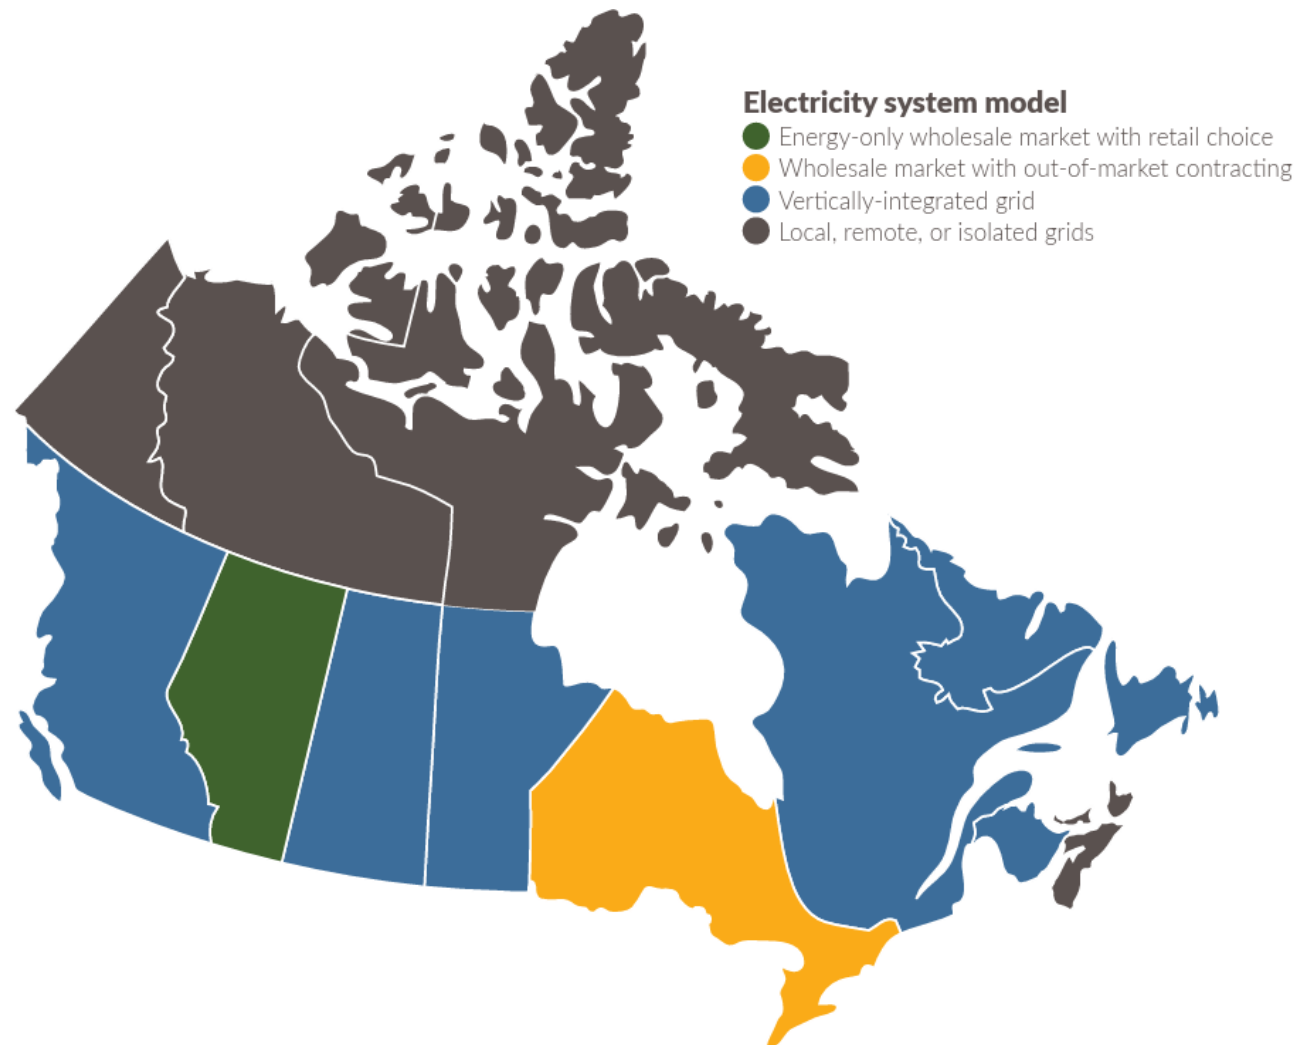 Electricity system model
Energy-only wholesale market with retail choice
Wholesale market with out-of-market contracting
Vertically-integrated grid
Local, remote, or isolated grids